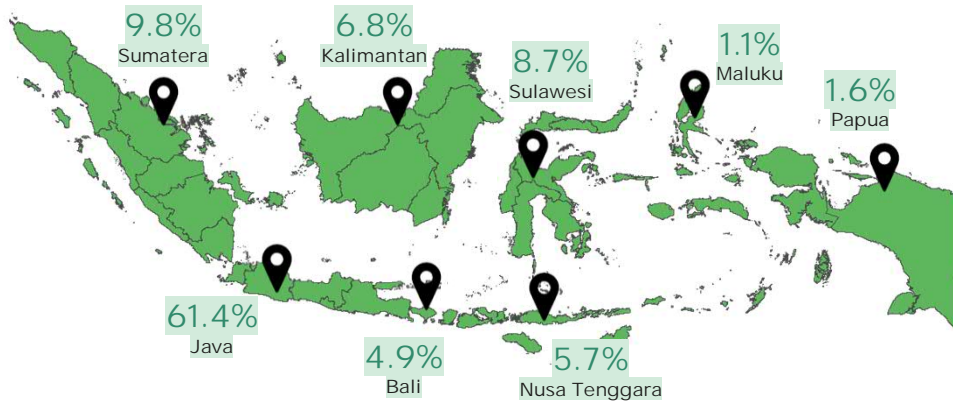 9.8%
Sumatera
6.8%
Kalimantan
8.7%
Sulawesi
1.1%
Maluku
1.6%
Papua
61.4%
Java
4.9%
Bali
5.7%
Nusa Tenggara